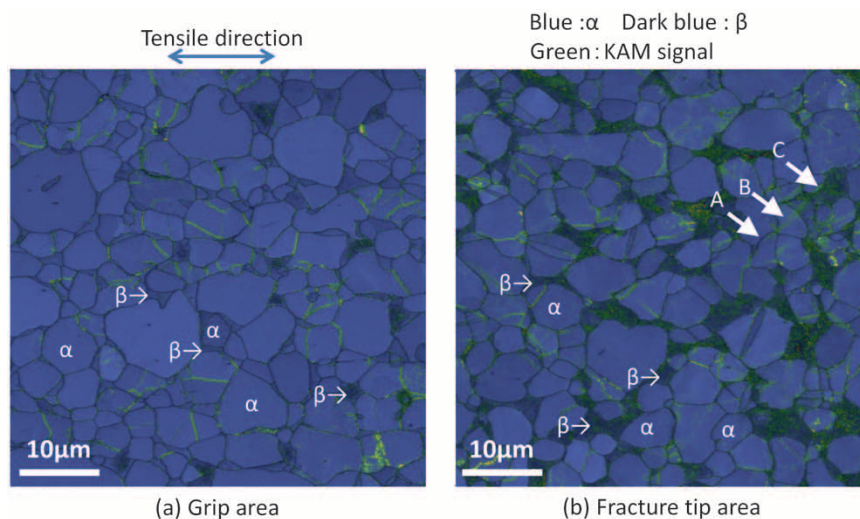 Tensile direction
Blue :α Dark blue : β
Green : KAM signal
β→
α
β→
α
α
β→
10μm
(a) Grip area
C
B
A
β→
α
β→
β→
α
α
10μm
(b) Fracture tip area